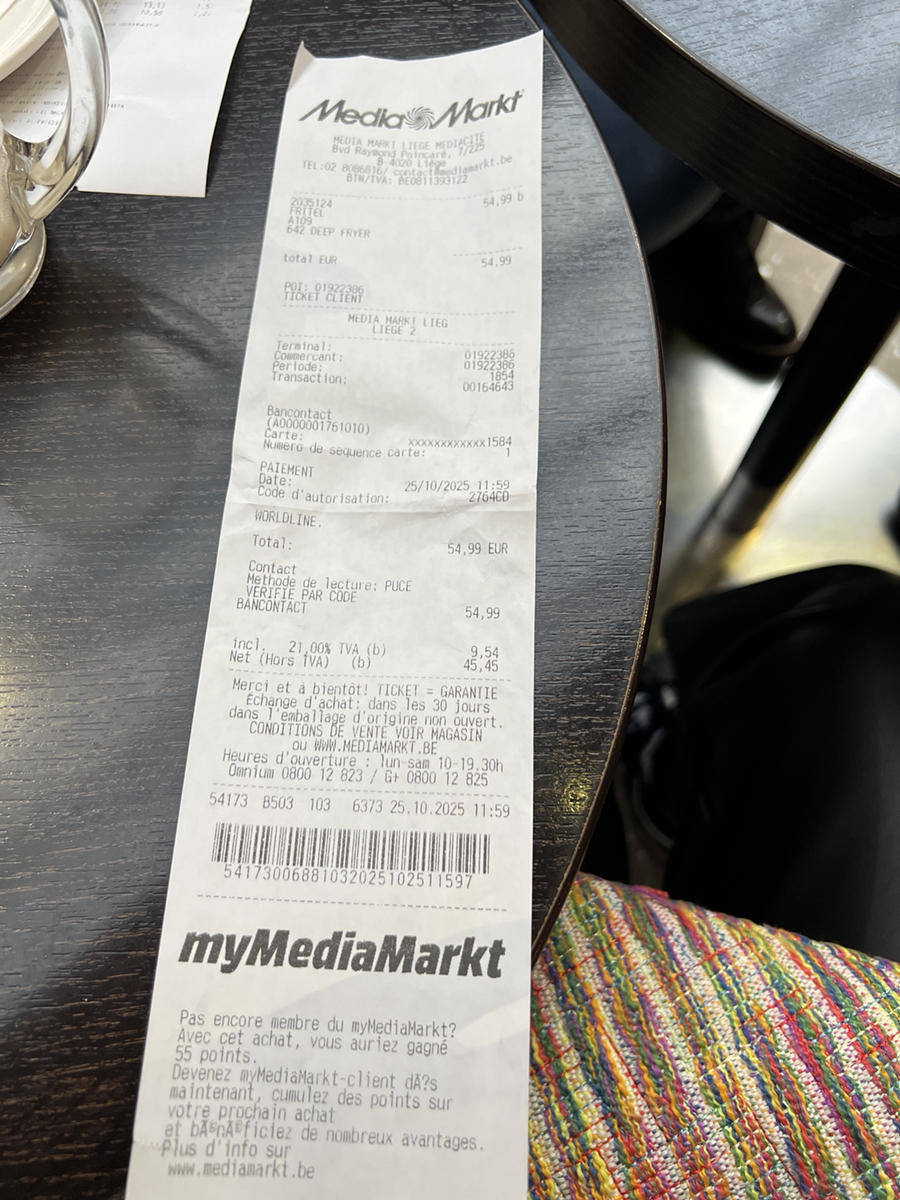 Media Markt
MEDIA MARKT LIEGE MEDIACITE
Bvd Raymond Poincaré, 7/225
B-4020 Liège
TEL:02 8086816/ contact@mediamarkt.be
BTW/TVA: BE0811393122
2035124 54,99 b
FRITEL
A109
642 DEEP FRYER
total EUR 54,99
POI: 01922386
TICKET CLIENT
MEDIA MARKT LIEG
LIEGE 2
Terminal: 01922386
Commercant: 01922386
Periode: 1854
Transaction: 00164643
Bancontact
(A0000001761010)
Carte: xxxxxxxxxxxx1584
Numero de sequence carte: 1
PAIEMENT
Date: 25/10/2025 11:59
Code d'autorisation: 2764CD
WORLDLINE.
Total: 54,99 EUR
Contact
Methode de lecture: PUCE
VERIFIE PAR CODE
BANCONTACT 54,99
incl. 21,00% TVA (b) 9,54
Net (Hors TVA) (b) 45,45
Merci et à bientôt! TICKET = GARANTIE
Échange d'achat: dans les 30 jours
dans l'emballage d'origine non ouvert.
CONDITIONS DE VENTE VOIR MAGASIN
ou WWW.MEDIAMARKT.BE
Heures d'ouverture : lun-sam 10-19.30h
Omnium 0800 12 823 / G+ 0800 12 825
54173 B503 103 6373 25.10.2025 11:59
5417300688103202510251​1597
myMediaMarkt
Pas encore membre du myMediaMarkt?
Avec cet achat, vous auriez gagné
55 points.
Devenez myMediaMarkt-client dÃ?s
maintenant, cumulez des points sur
votre prochain achat
et bÃ©nÃ©ficiez de nombreux avantages.
Plus d'info sur
www.mediamarkt.be